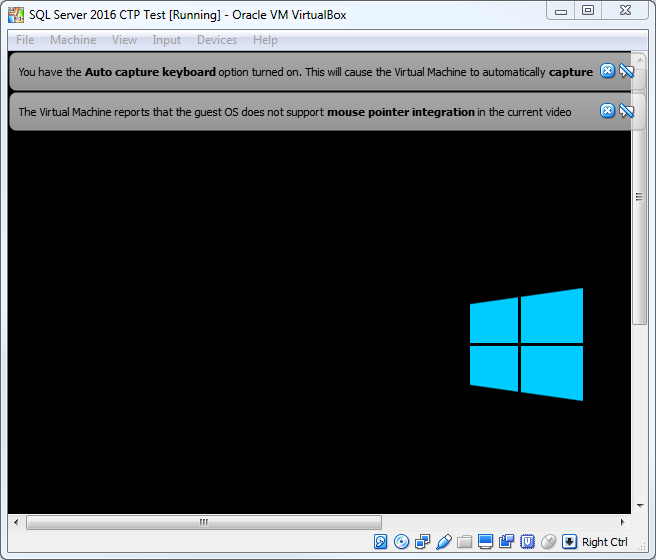 SQL Server 2016 CTP Test [Running] - Oracle VM VirtualBox
File Machine View Input Devices Help
You have the Auto capture keyboard option turned on. This will cause the Virtual Machine to automatically capture
The Virtual Machine reports that the guest OS does not support mouse pointer integration in the current video
Right Ctrl